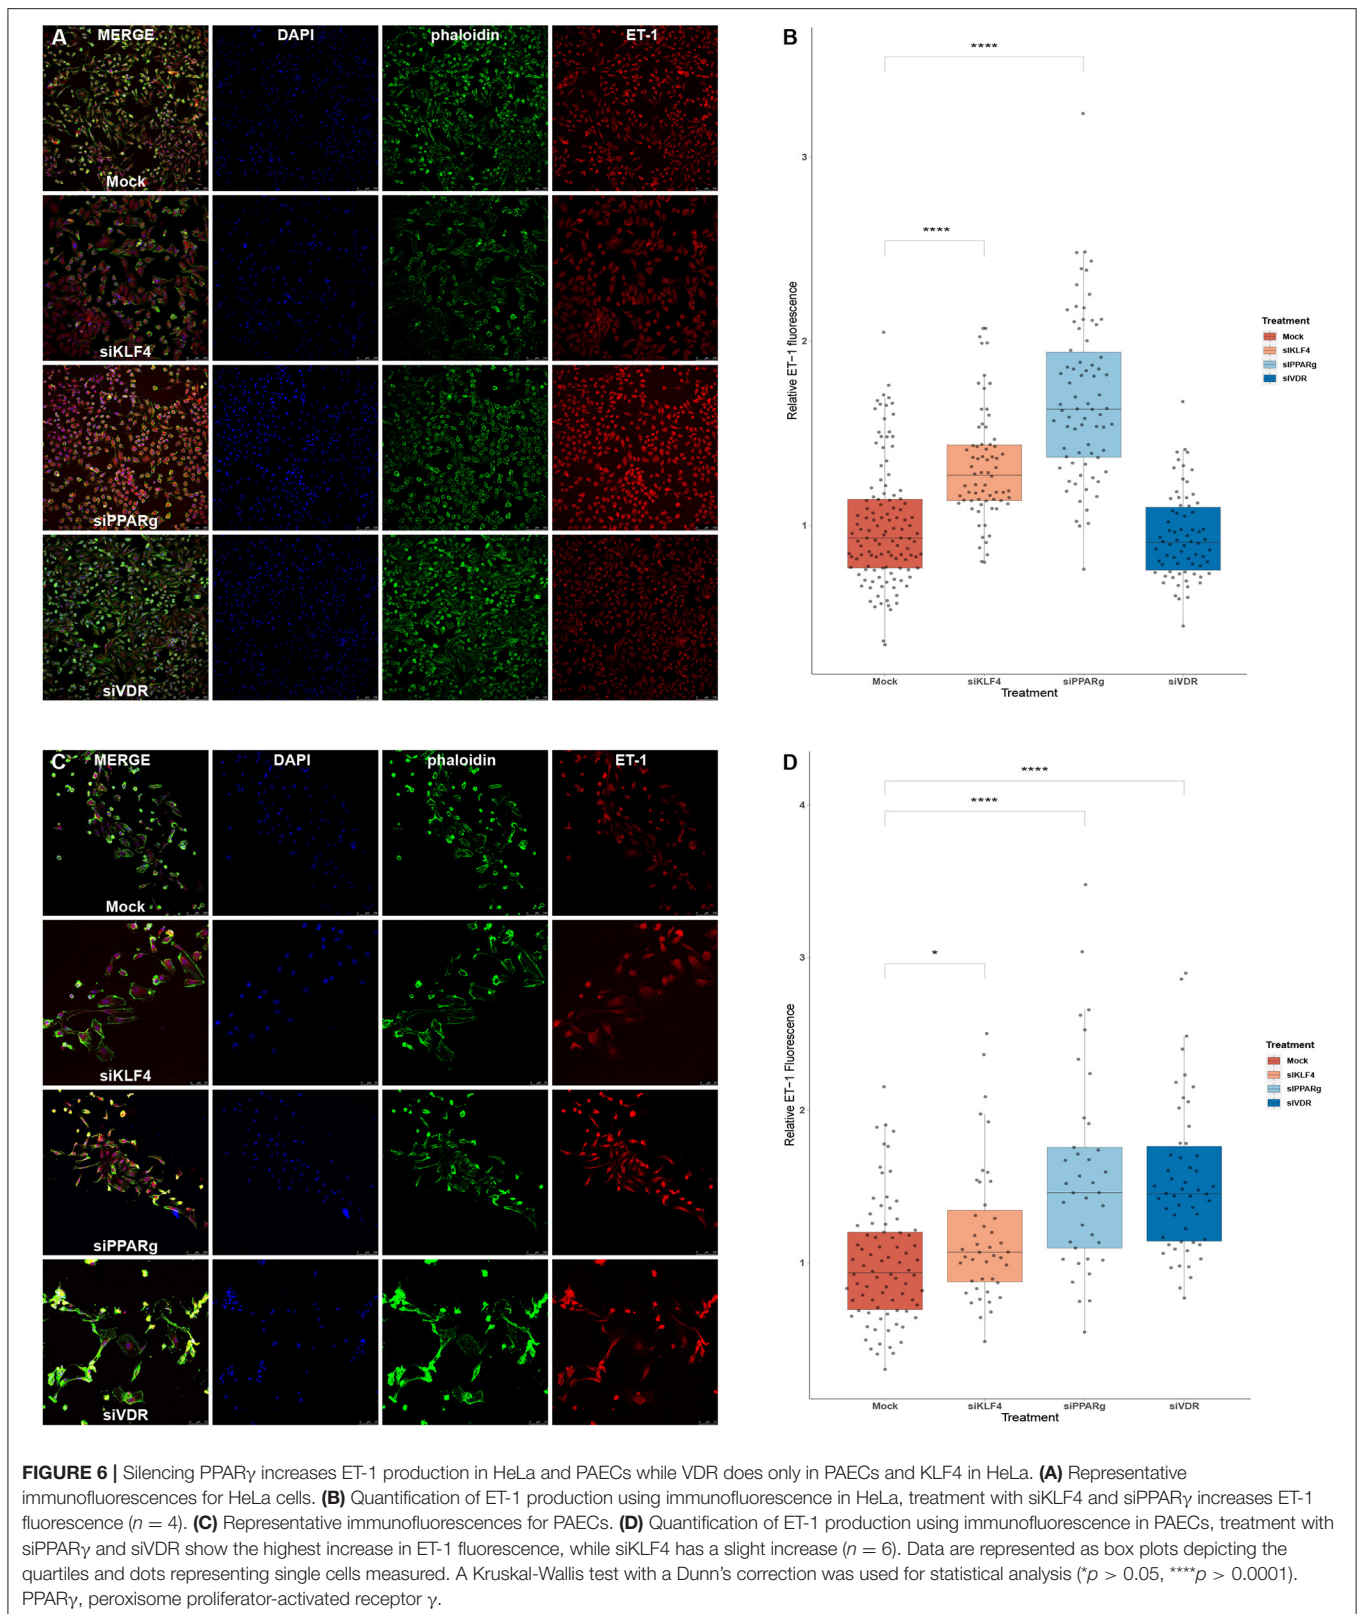 A MERGE DAPI phaloidin ET-1
Mock
siKLF4
siPPARg
siVDR
B
****
****
3
2
1
Relative ET−1 fluorescence
Mock siKLF4 siPPARg siVDR
Treatment
Treatment
Mock
siKLF4
siPPARg
siVDR
C MERGE DAPI phaloidin ET-1
Mock
siKLF4
siPPARg
siVDR
D
****
****
*
4
3
2
1
Relative ET−1 Fluorescence
Mock siKLF4 siPPARg siVDR
Treatment
Treatment
Mock
siKLF4
siPPARg
siVDR
FIGURE 6 | Silencing PPARγ increases ET-1 production in HeLa and PAECs while VDR does only in PAECs and KLF4 in HeLa. (A) Representative
immunofluorescences for HeLa cells. (B) Quantification of ET-1 production using immunofluorescence in HeLa, treatment with siKLF4 and siPPARγ increases ET-1
fluorescence (n = 4). (C) Representative immunofluorescences for PAECs. (D) Quantification of ET-1 production using immunofluorescence in PAECs, treatment with
siPPARγ and siVDR show the highest increase in ET-1 fluorescence, while siKLF4 has a slight increase (n = 6). Data are represented as box plots depicting the
quartiles and dots representing single cells measured. A Kruskal-Wallis test with a Dunn's correction was used for statistical analysis (*p > 0.05, ****p > 0.0001).
PPARγ, peroxisome proliferator-activated receptor γ.